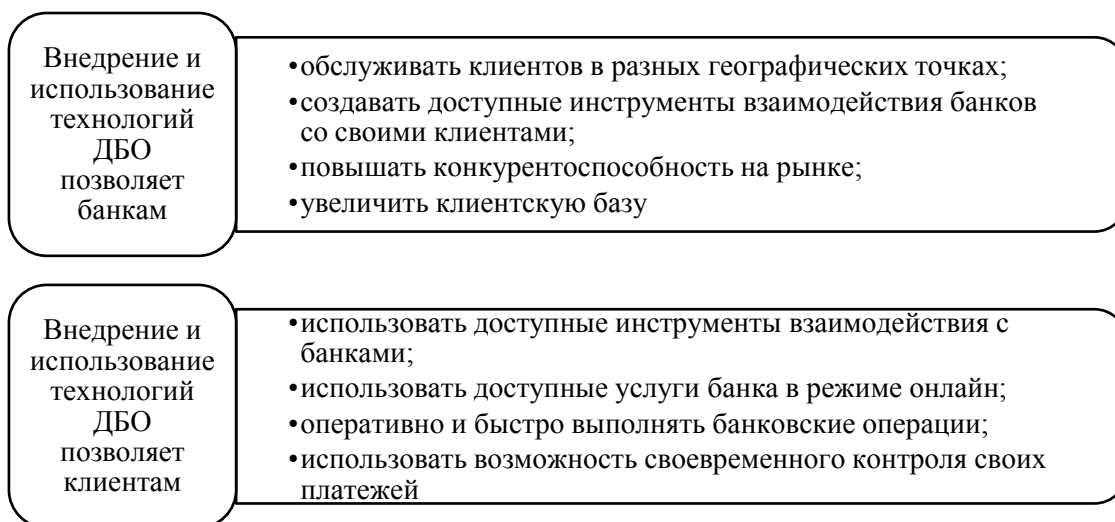 Внедрение и
использование
технологий
ДБО
позволяет
банкам
•обслуживать клиентов в разных географических точках;
•создавать доступные инструменты взаимодействия банков
со своими клиентами;
•повышать конкурентоспособность на рынке;
•увеличить клиентскую базу
Внедрение и
использование
технологий
ДБО
позволяет
клиентам
•использовать доступные инструменты взаимодействия с
банками;
•использовать доступные услуги банка в режиме онлайн;
•оперативно и быстро выполнять банковские операции;
•использовать возможность своевременного контроля своих
платежей